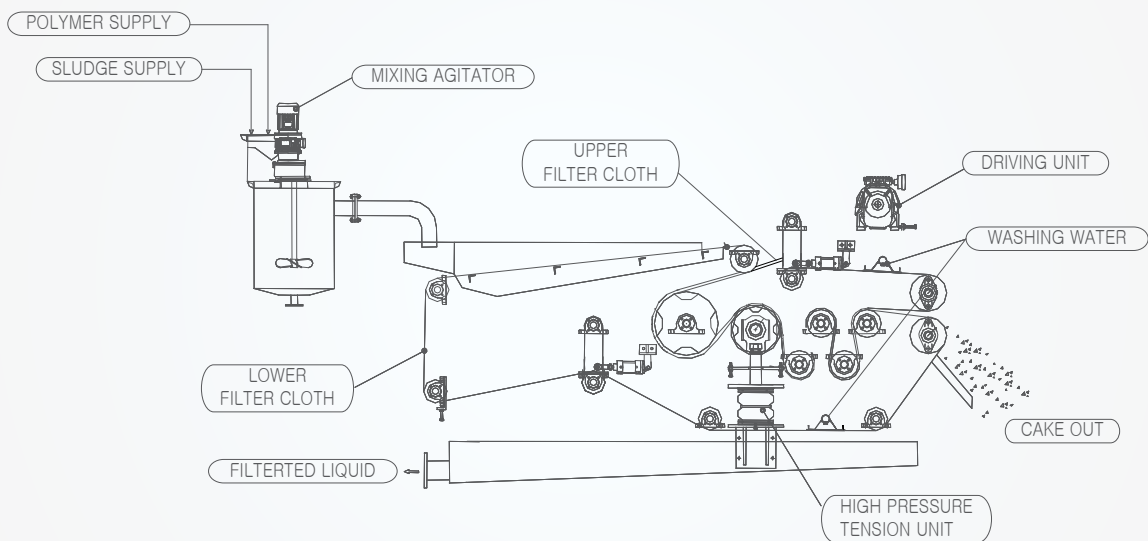 POLYMER SUPPLY
SLUDGE SUPPLY
MIXING AGITATOR
UPPER
FILTER CLOTH
DRIVING UNIT
WASHING WATER
LOWER
FILTER CLOTH
CAKE OUT
FILTERTED LIQUID
HIGH PRESSURE
TENSION UNIT